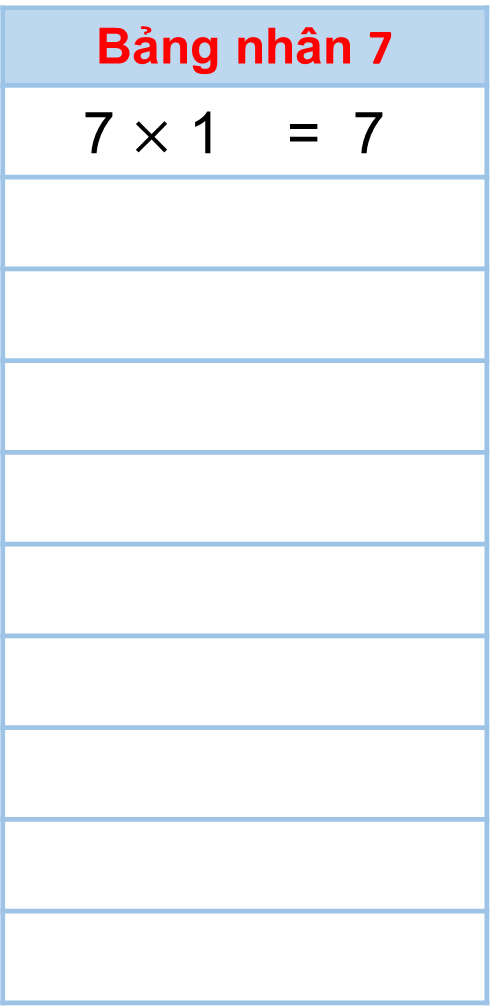 Bảng nhân 7
7 × 1 = 7